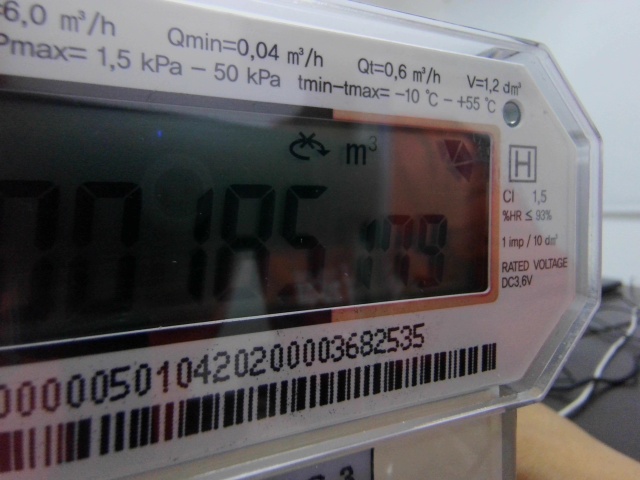 =6,0 m³/h Qmin=0,04 m³/h Qt=0,6 m³/h V=1,2 dm³
Pmax= 1,5 kPa – 50 kPa tmin–tmax= –10 °C – +55 °C
m³
H
Cl 1,5
%HR ≤ 93%
1 imp / 10 dm³
RATED VOLTAGE
DC3,6V
00185
000005010420200003682535